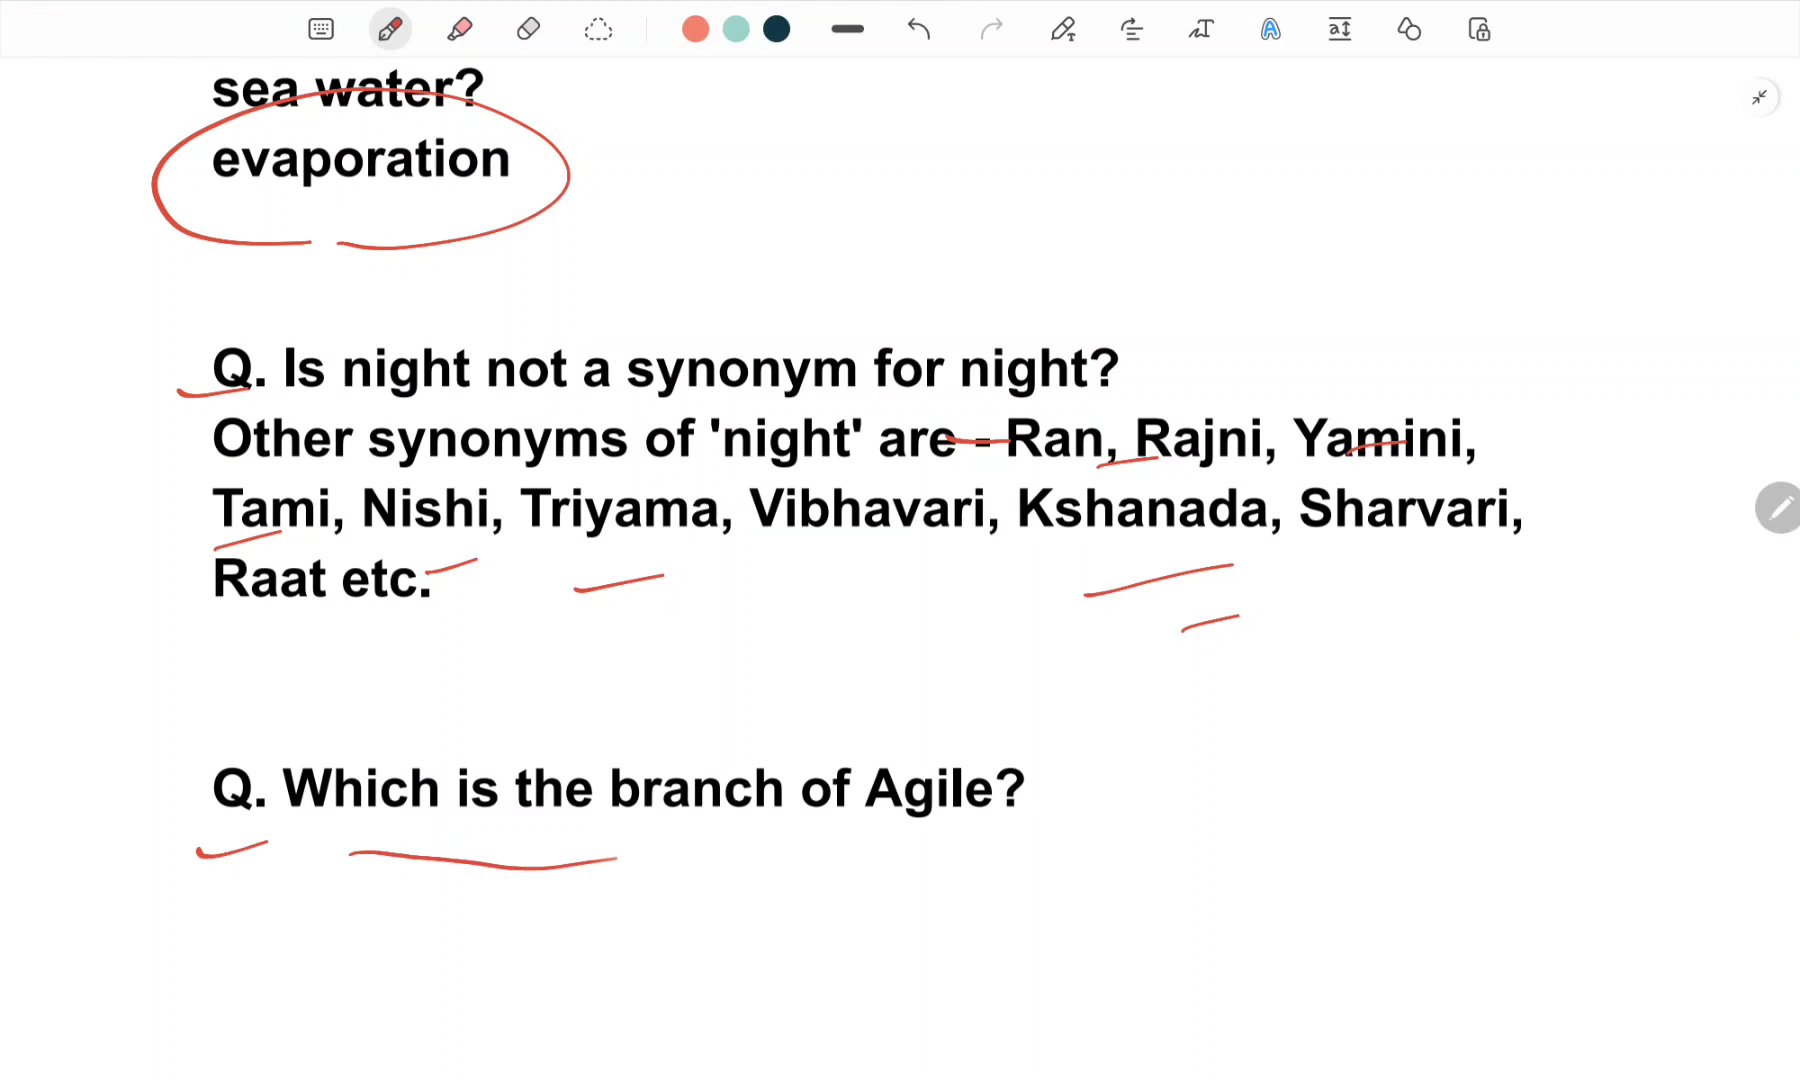 sea water?
evaporation
Q. Is night not a synonym for night?
Other synonyms of 'night' are - Ran, Rajni, Yamini,
Tami, Nishi, Triyama, Vibhavari, Kshanada, Sharvari,
Raat etc.
Q. Which is the branch of Agile?